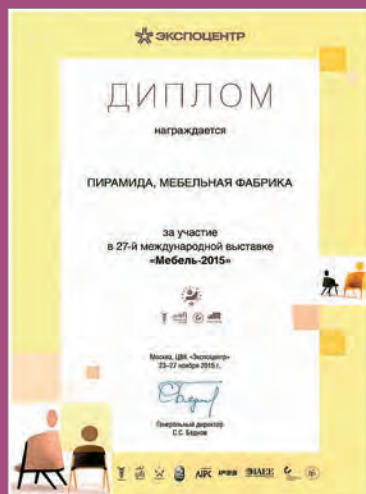 ЭКСПОЦЕНТР
ДИПЛОМ
награждается
ПИРАМИДА, МЕБЕЛЬНАЯ ФАБРИКА
за участие
в 27-й международной выставке
«Мебель-2015»
Москва, ЦВК «Экспоцентр»
23–27 ноября 2015 г.
Генеральный директор
С.С. Беднов
AIPC